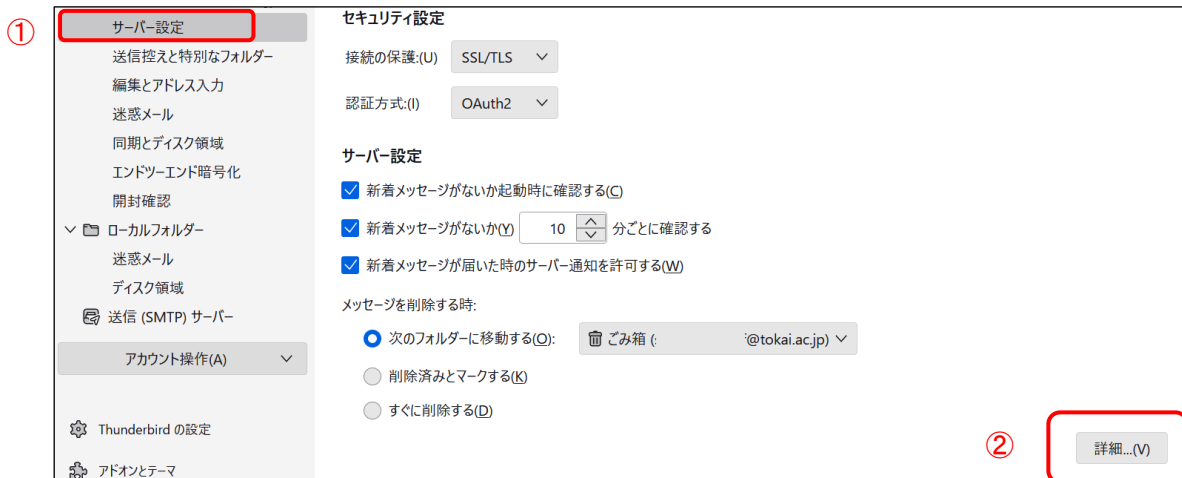 ①
サーバー設定
送信控えと特別なフォルダー
編集とアドレス入力
迷惑メール
同期とディスク領域
エンドツーエンド暗号化
開封確認
ローカルフォルダー
迷惑メール
ディスク領域
送信 (SMTP) サーバー
アカウント操作(A)
Thunderbird の設定
アドオンとテーマ
セキュリティ設定
接続の保護:(U) SSL/TLS
認証方式:(I) OAuth2
サーバー設定
新着メッセージがないか起動時に確認する(C)
新着メッセージがないか(Y) 10 分ごとに確認する
新着メッセージが届いた時のサーバー通知を許可する(W)
メッセージを削除する時:
次のフォルダーに移動する(O): ごみ箱 ( @tokai.ac.jp)
削除済みとマークする(K)
すぐに削除する(D)
②
詳細...(V)